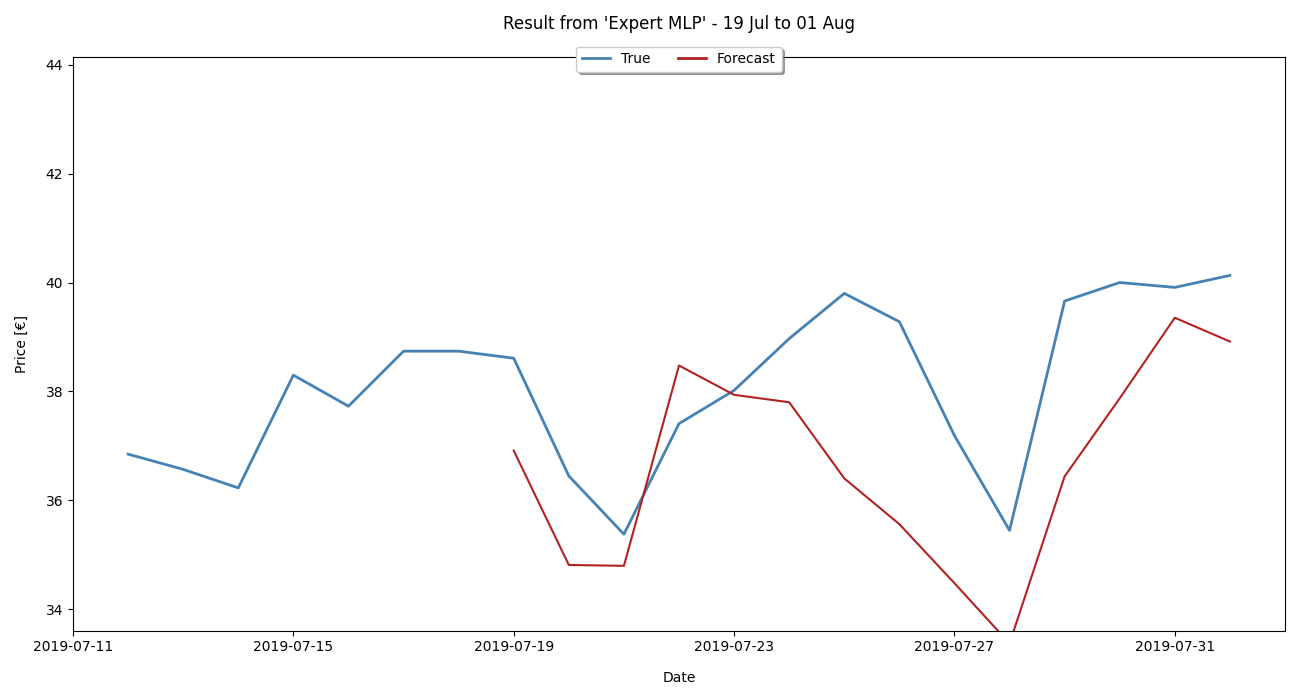 Result from 'Expert MLP' - 19 Jul to 01 Aug
True Forecast
44
42
40
38
36
34
Price [€]
2019-07-11 2019-07-15 2019-07-19 2019-07-23 2019-07-27 2019-07-31
Date